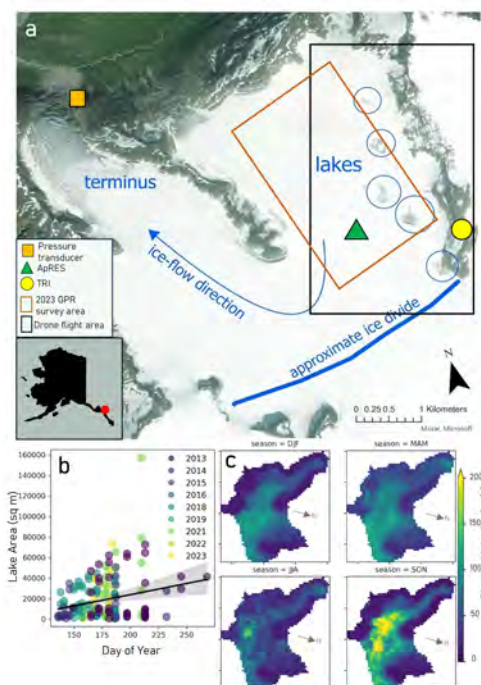 a
lakes
terminus
ice-flow direction
approximate ice divide
Pressure
transducer
ApRES
TRI
2023 GPR
survey area
Drone flight area
N
0 0.25 0.5 1 Kilometers
Maxar, Microsoft
b
Lake Area (sq m)
160000
140000
120000
100000
80000
60000
40000
20000
0
2013
2014
2015
2016
2018
2019
2021
2022
2023
150 175 200 225 250
Day of Year
c
season = DJF
season = MAM
season = JJA
season = SON
200
150
100
50
0